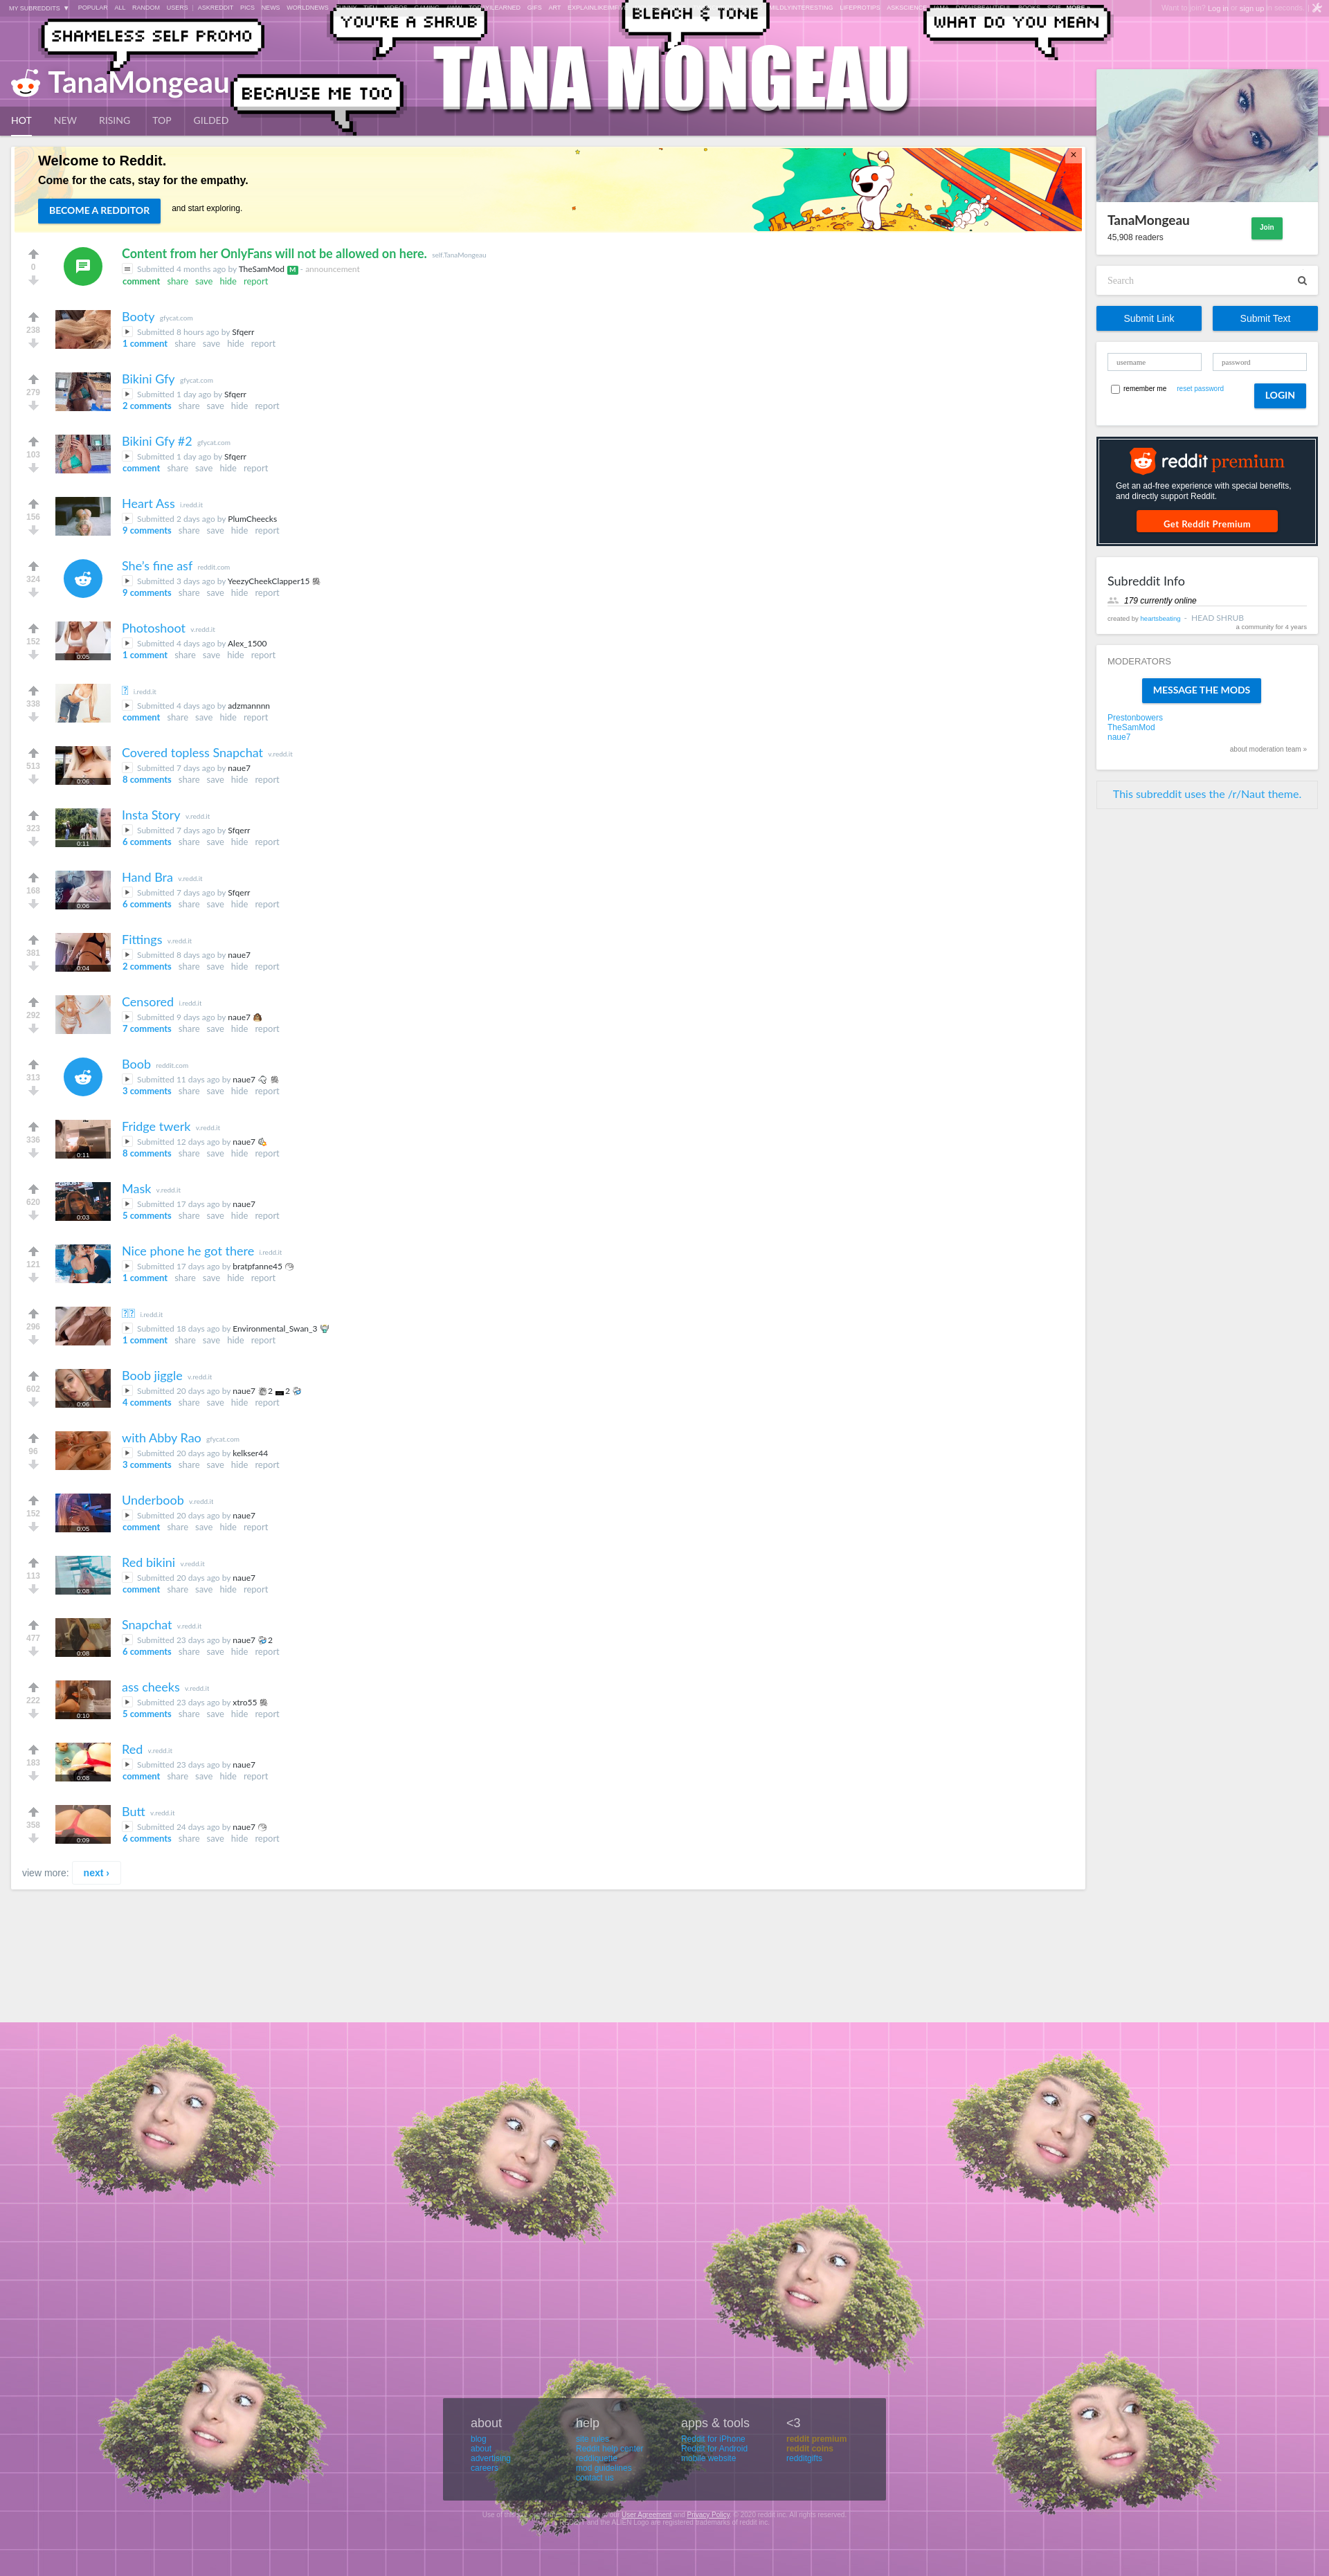 MY SUBREDDITS ▼ POPULAR ALL RANDOM USERS | ASKREDDIT PICS NEWS WORLDNEWS
GIFS ART MILDLYINTERESTING LIFEPROTIPS
Want to join? Log in or sign up in seconds.
SHAMELESS SELF PROMO
YOU'RE A SHRUB
BLEACH & TONE
WHAT DO YOU MEAN
BECAUSE ME TOO
TANA MONGEAU
TanaMongeau
HOT NEW RISING TOP GILDED
Welcome to Reddit.
Come for the cats, stay for the empathy.
BECOME A REDDITOR and start exploring.
×
0
Content from her OnlyFans will not be allowed on here. self.TanaMongeau
Submitted 4 months ago by TheSamMod M - announcement
comment share save hide report
238
Booty gfycat.com
Submitted 8 hours ago by Sfqerr
1 comment share save hide report
279
Bikini Gfy gfycat.com
Submitted 1 day ago by Sfqerr
2 comments share save hide report
103
Bikini Gfy #2 gfycat.com
Submitted 1 day ago by Sfqerr
comment share save hide report
156
Heart Ass i.redd.it
Submitted 2 days ago by PlumCheecks
9 comments share save hide report
324
She's fine asf reddit.com
Submitted 3 days ago by YeezyCheekClapper15
9 comments share save hide report
152
0:05
Photoshoot v.redd.it
Submitted 4 days ago by Alex_1500
1 comment share save hide report
338
i.redd.it
Submitted 4 days ago by adzmannnn
comment share save hide report
513
0:06
Covered topless Snapchat v.redd.it
Submitted 7 days ago by naue7
8 comments share save hide report
323
0:11
Insta Story v.redd.it
Submitted 7 days ago by Sfqerr
6 comments share save hide report
168
0:06
Hand Bra v.redd.it
Submitted 7 days ago by Sfqerr
6 comments share save hide report
381
0:04
Fittings v.redd.it
Submitted 8 days ago by naue7
2 comments share save hide report
292
Censored i.redd.it
Submitted 9 days ago by naue7
7 comments share save hide report
313
Boob reddit.com
Submitted 11 days ago by naue7
3 comments share save hide report
336
0:11
Fridge twerk v.redd.it
Submitted 12 days ago by naue7
8 comments share save hide report
620
0:03
Mask v.redd.it
Submitted 17 days ago by naue7
5 comments share save hide report
121
Nice phone he got there i.redd.it
Submitted 17 days ago by bratpfanne45
1 comment share save hide report
296
i.redd.it
Submitted 18 days ago by Environmental_Swan_3
1 comment share save hide report
602
0:06
Boob jiggle v.redd.it
Submitted 20 days ago by naue7 2 2
4 comments share save hide report
96
with Abby Rao gfycat.com
Submitted 20 days ago by kelkser44
3 comments share save hide report
152
0:05
Underboob v.redd.it
Submitted 20 days ago by naue7
comment share save hide report
113
0:08
Red bikini v.redd.it
Submitted 20 days ago by naue7
comment share save hide report
477
0:08
Snapchat v.redd.it
Submitted 23 days ago by naue7 2
6 comments share save hide report
222
0:10
ass cheeks v.redd.it
Submitted 23 days ago by xtro55
5 comments share save hide report
183
0:08
Red v.redd.it
Submitted 23 days ago by naue7
comment share save hide report
358
0:09
Butt v.redd.it
Submitted 24 days ago by naue7
6 comments share save hide report
view more: next ›
TanaMongeau
45,908 readers
Join
Search
Submit Link Submit Text
username password
remember me reset password LOGIN
reddit premium
Get an ad-free experience with special benefits,
and directly support Reddit.
Get Reddit Premium
Subreddit Info
179 currently online
created by heartsbeating - HEAD SHRUB
a community for 4 years
MODERATORS
MESSAGE THE MODS
Prestonbowers
TheSamMod
naue7
about moderation team »
This subreddit uses the /r/Naut theme.
about
blog
about
advertising
careers
help
site rules
Reddit help center
reddiquette
mod guidelines
contact us
apps & tools
Reddit for iPhone
Reddit for Android
mobile website
<3
reddit premium
reddit coins
redditgifts
User Agreement and Privacy Policy. © 2020 reddit inc. All rights reserved.
and the ALIEN Logo are registered trademarks of reddit inc.